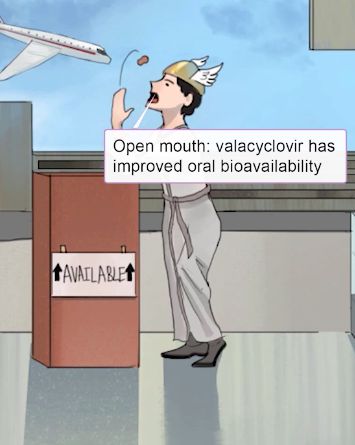 Open mouth: valacyclovir has
improved oral bioavailability
⬆AVAILABLE⬆